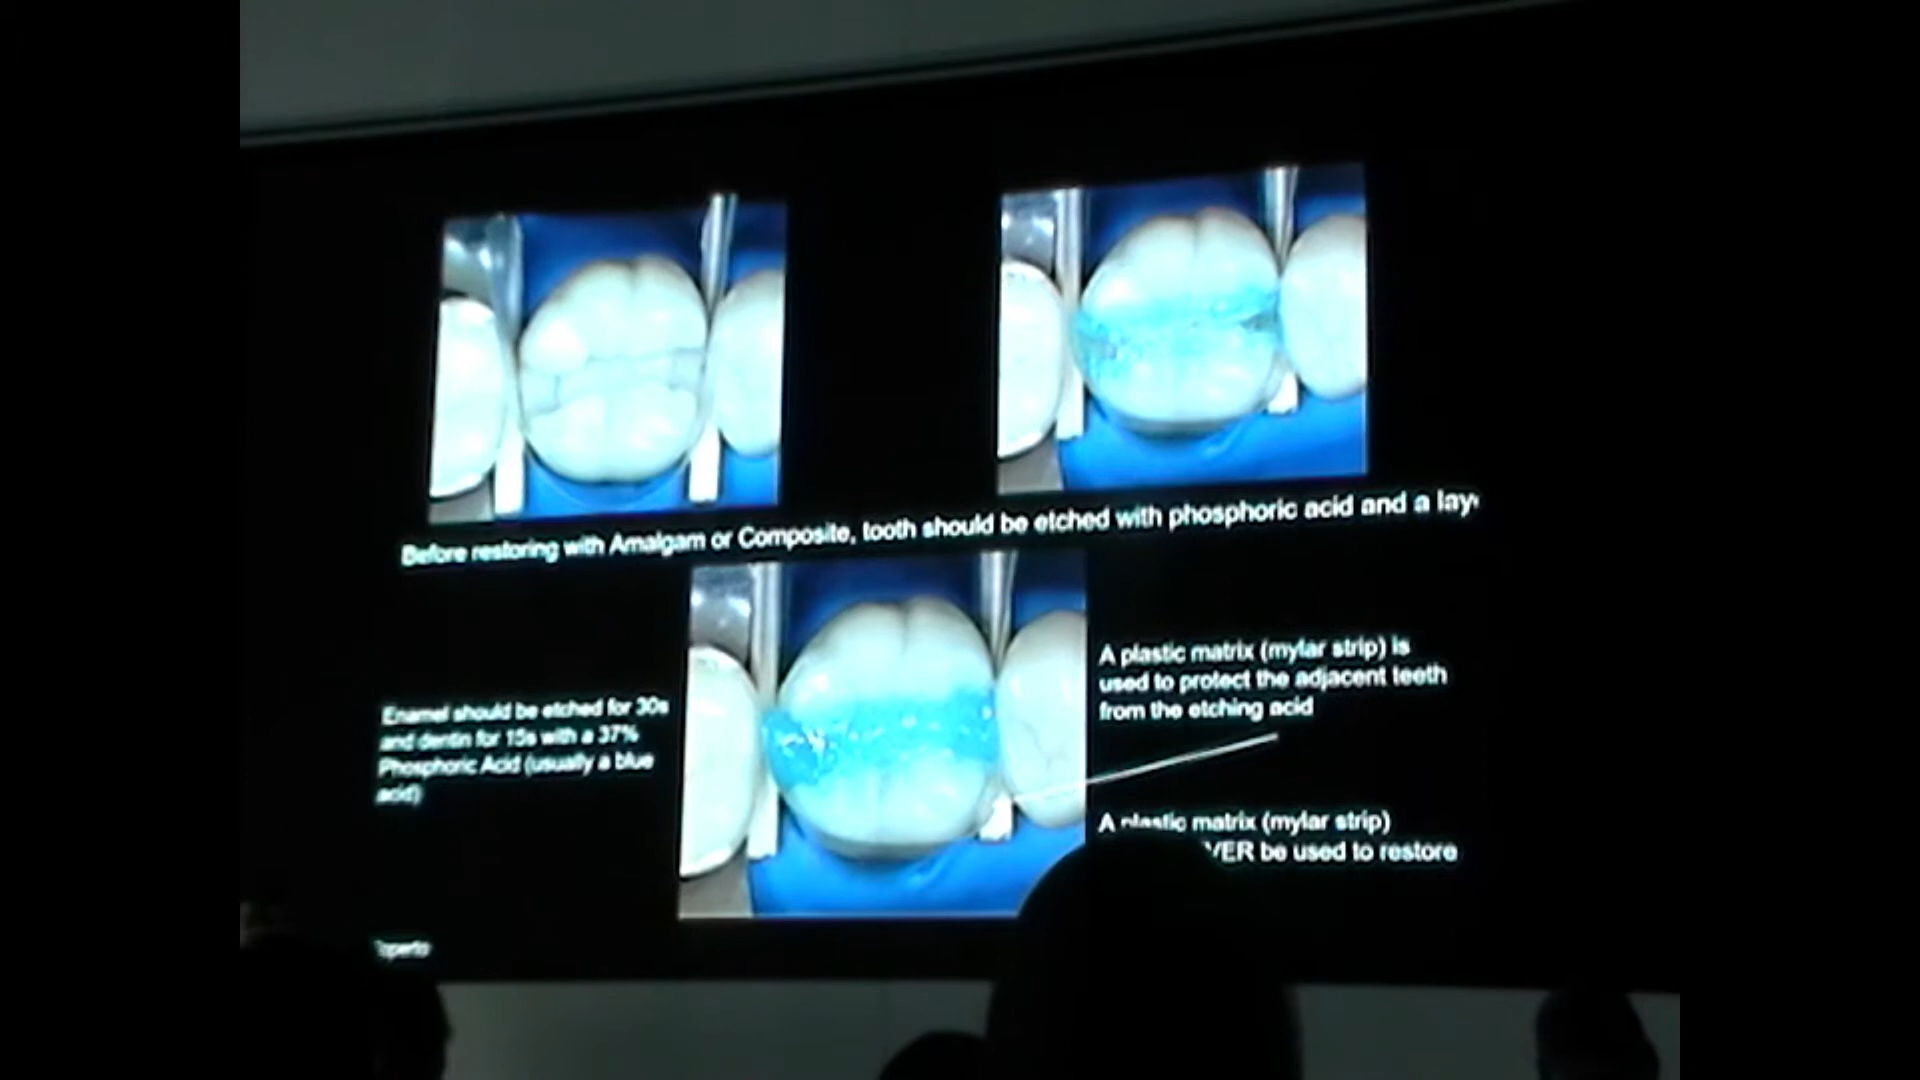 Before restoring with Amalgam or Composite, tooth should be etched with phosphoric acid and a lay
Enamel should be etched for 30s
and dentin for 15s with a 37%
Phosphoric Acid (usually a blue
acid)
A plastic matrix (mylar strip) is
used to protect the adjacent teeth
from the etching acid
A plastic matrix (mylar strip)
VER be used to restore